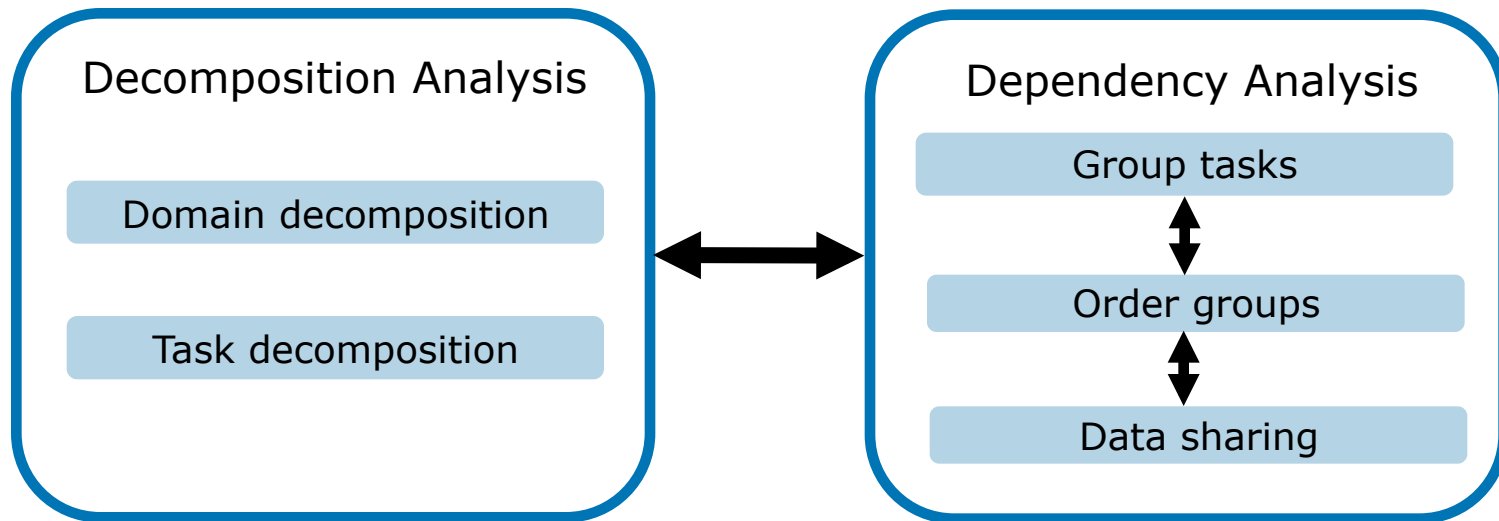 Decomposition Analysis
Domain decomposition
Task decomposition
Dependency Analysis
Group tasks
Order groups
Data sharing